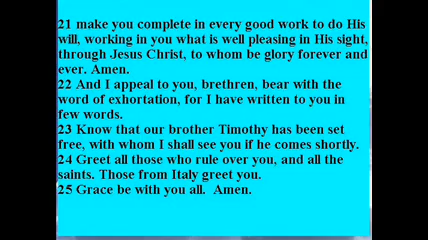 21 make you complete in every good work to do His
will, working in you what is well pleasing in His sight,
through Jesus Christ, to whom be glory forever and
ever. Amen.
22 And I appeal to you, brethren, bear with the
word of exhortation, for I have written to you in
few words.
23 Know that our brother Timothy has been set
free, with whom I shall see you if he comes shortly.
24 Greet all those who rule over you, and all the
saints. Those from Italy greet you.
25 Grace be with you all.  Amen.